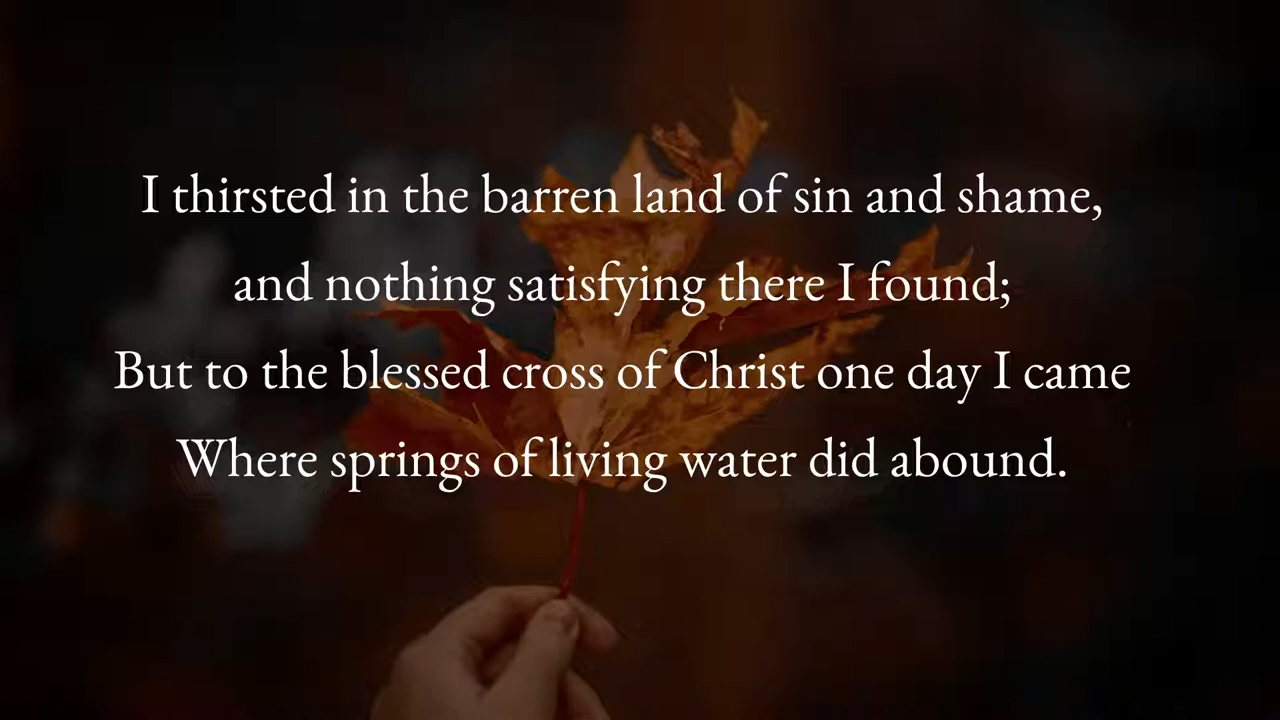 I thirsted in the barren land of sin and shame,
and nothing satisfying there I found;
But to the blessed cross of Christ one day I came
Where springs of living water did abound.